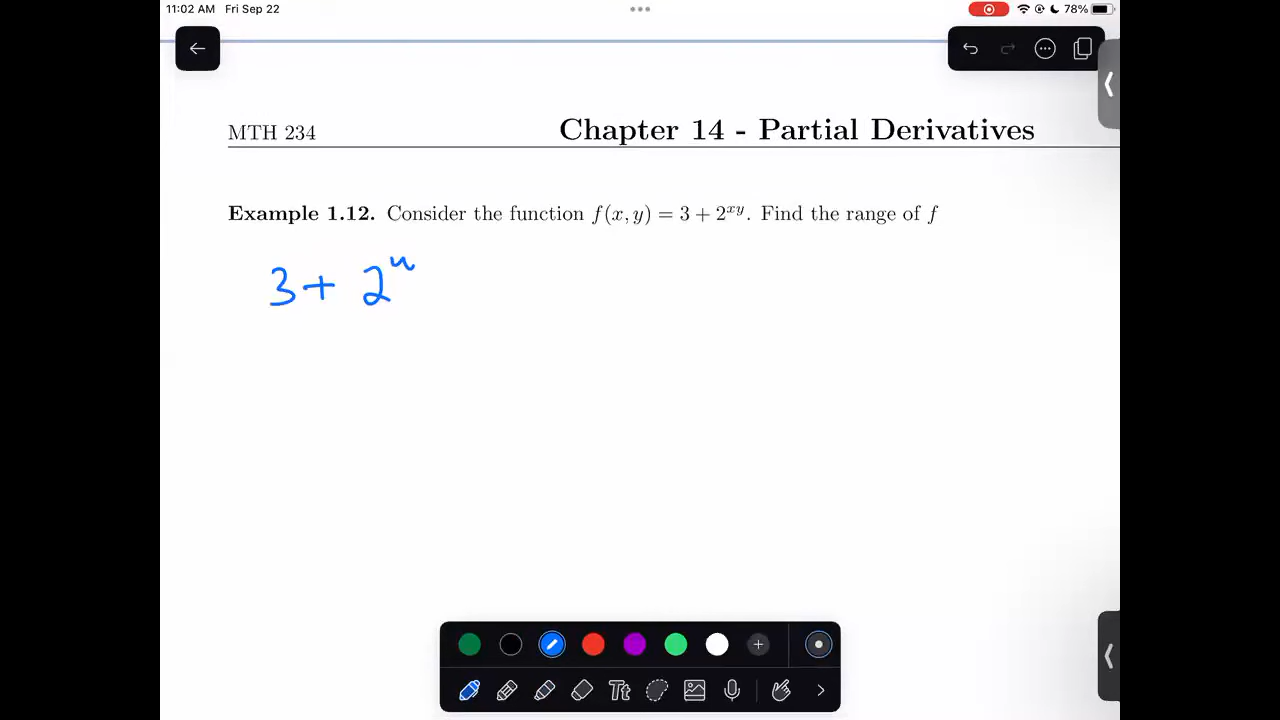 11:02 AM Fri Sep 22 78%
MTH 234 Chapter 14 - Partial Derivatives
Example 1.12. Consider the function f(x, y) = 3 + 2^{xy}. Find the range of f
3 + 2^u
Tt